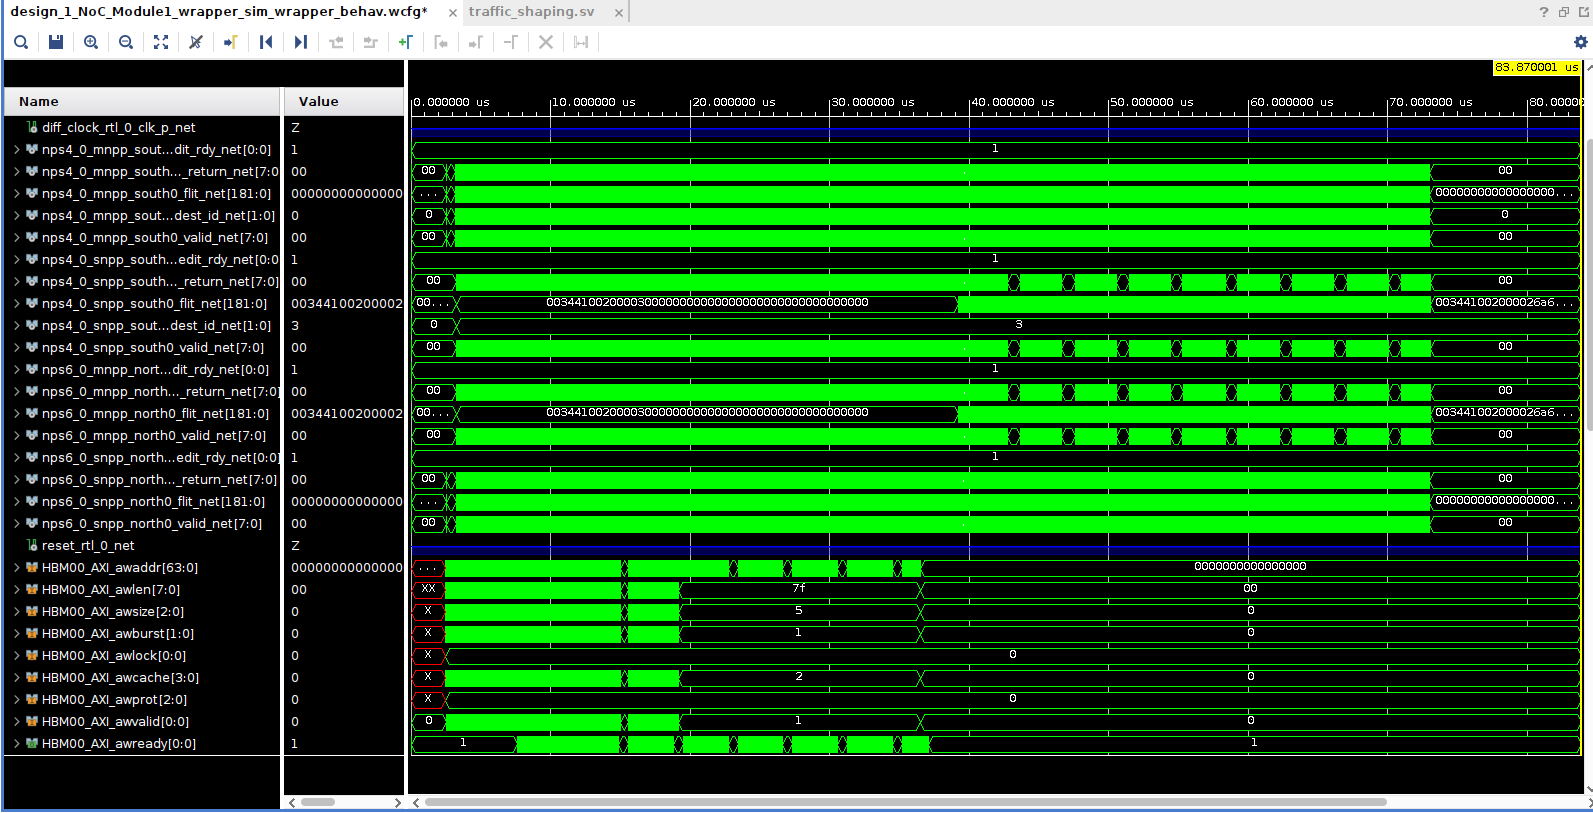 design_1_NoC_Module1_wrapper_sim_wrapper_behav.wcfg* × traffic_shaping.sv ×
83.870001 us
Name Value 0.000000 us 10.000000 us 20.000000 us 30.000000 us 40.000000 us 50.000000 us 60.000000 us 70.000000 us 80.00000
diff_clock_rtl_0_clk_p_net Z
nps4_0_mnpp_sout...dit_rdy_net[0:0] 1 1
nps4_0_mnpp_south..._return_net[7:0 00 00 00
nps4_0_mnpp_south0_flit_net[181:0] 00000000000000 ... 0000000000000000...
nps4_0_mnpp_sout...dest_id_net[1:0] 0 0 0
nps4_0_mnpp_south0_valid_net[7:0] 00 00 00
nps4_0_snpp_south...edit_rdy_net[0:0 1 1
nps4_0_snpp_south..._return_net[7:0] 00 00 00
nps4_0_snpp_south0_flit_net[181:0] 00344100200002 00... 0034410020000300000000000000000000000000000000 003441002000026a6...
nps4_0_snpp_sout...dest_id_net[1:0] 3 0 3
nps4_0_snpp_south0_valid_net[7:0] 00 00 00
nps6_0_mnpp_nort...dit_rdy_net[0:0] 1 1
nps6_0_mnpp_north..._return_net[7:0] 00 00 00
nps6_0_mnpp_north0_flit_net[181:0] 00344100200002 00... 0034410020000300000000000000000000000000000000 003441002000026a6...
nps6_0_mnpp_north0_valid_net[7:0] 00 00 00
nps6_0_snpp_north...edit_rdy_net[0:0] 1 1
nps6_0_snpp_north..._return_net[7:0] 00 00 00
nps6_0_snpp_north0_flit_net[181:0] 00000000000000 ... 0000000000000000...
nps6_0_snpp_north0_valid_net[7:0] 00 00 00
reset_rtl_0_net Z
HBM00_AXI_awaddr[63:0] 00000000000000 ... 0000000000000000
HBM00_AXI_awlen[7:0] 00 XX 7f 00
HBM00_AXI_awsize[2:0] 0 X 5 0
HBM00_AXI_awburst[1:0] 0 X 1 0
HBM00_AXI_awlock[0:0] 0 X 0
HBM00_AXI_awcache[3:0] 0 X 2 0
HBM00_AXI_awprot[2:0] 0 X 0
HBM00_AXI_awvalid[0:0] 0 0 1 0
HBM00_AXI_awready[0:0] 1 1 1